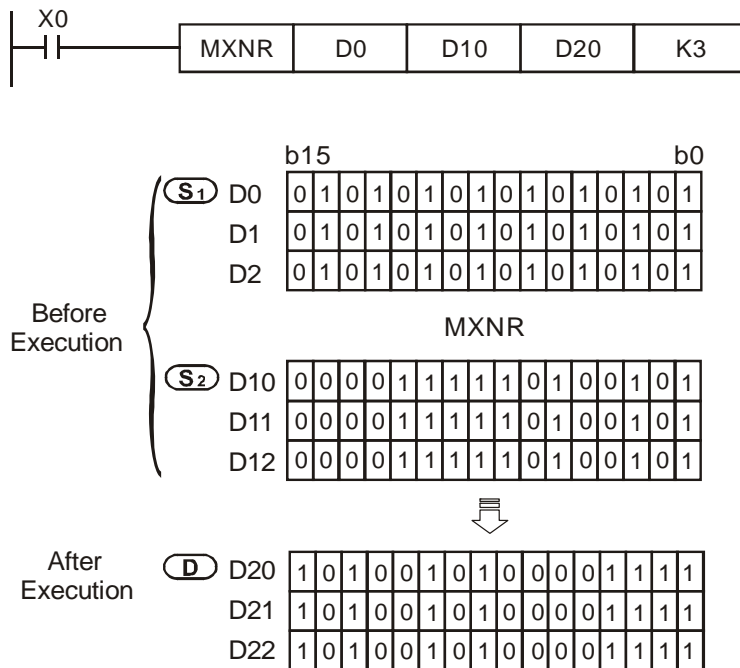 X0
MXNR D0 D10 D20 K3
b15 b0
S1 D0 0 1 0 1 0 1 0 1 0 1 0 1 0 1 0 1
D1 0 1 0 1 0 1 0 1 0 1 0 1 0 1 0 1
D2 0 1 0 1 0 1 0 1 0 1 0 1 0 1 0 1
Before
Execution
MXNR
S2 D10 0 0 0 0 1 1 1 1 1 0 1 0 0 1 0 1
D11 0 0 0 0 1 1 1 1 1 0 1 0 0 1 0 1
D12 0 0 0 0 1 1 1 1 1 0 1 0 0 1 0 1
After
Execution
D D20 1 0 1 0 0 1 0 1 0 0 0 0 1 1 1 1
D21 1 0 1 0 0 1 0 1 0 0 0 0 1 1 1 1
D22 1 0 1 0 0 1 0 1 0 0 0 0 1 1 1 1